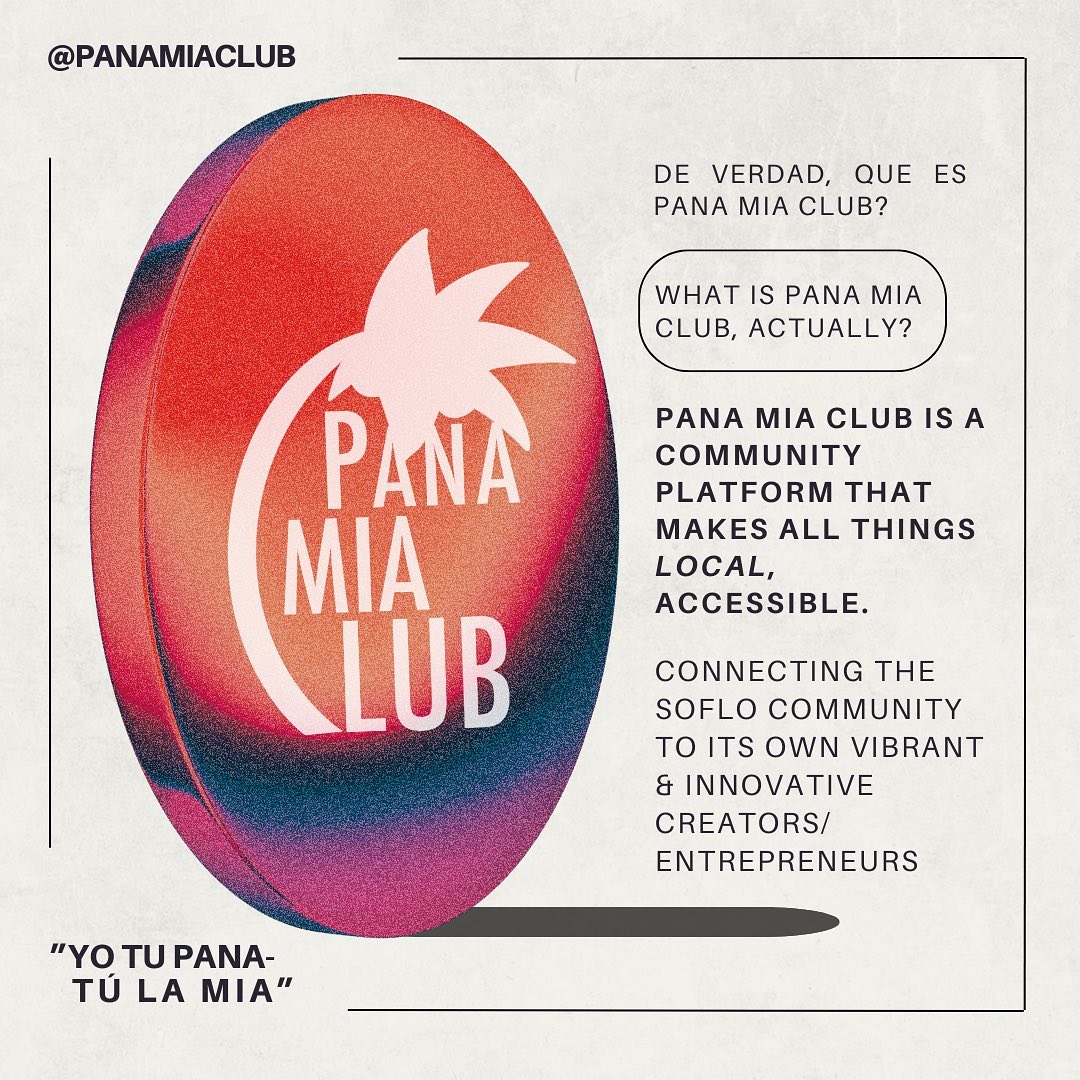 @PANAMIACLUB
DE VERDAD, QUE ES
PANA MIA CLUB?
WHAT IS PANA MIA
CLUB, ACTUALLY?
PANA MIA CLUB IS A
COMMUNITY
PLATFORM THAT
MAKES ALL THINGS
LOCAL,
ACCESSIBLE.
CONNECTING THE
SOFLO COMMUNITY
TO ITS OWN VIBRANT
& INNOVATIVE
CREATORS/
ENTREPRENEURS
PANA
MIA
CLUB
"YO TU PANA-
TÚ LA MIA"